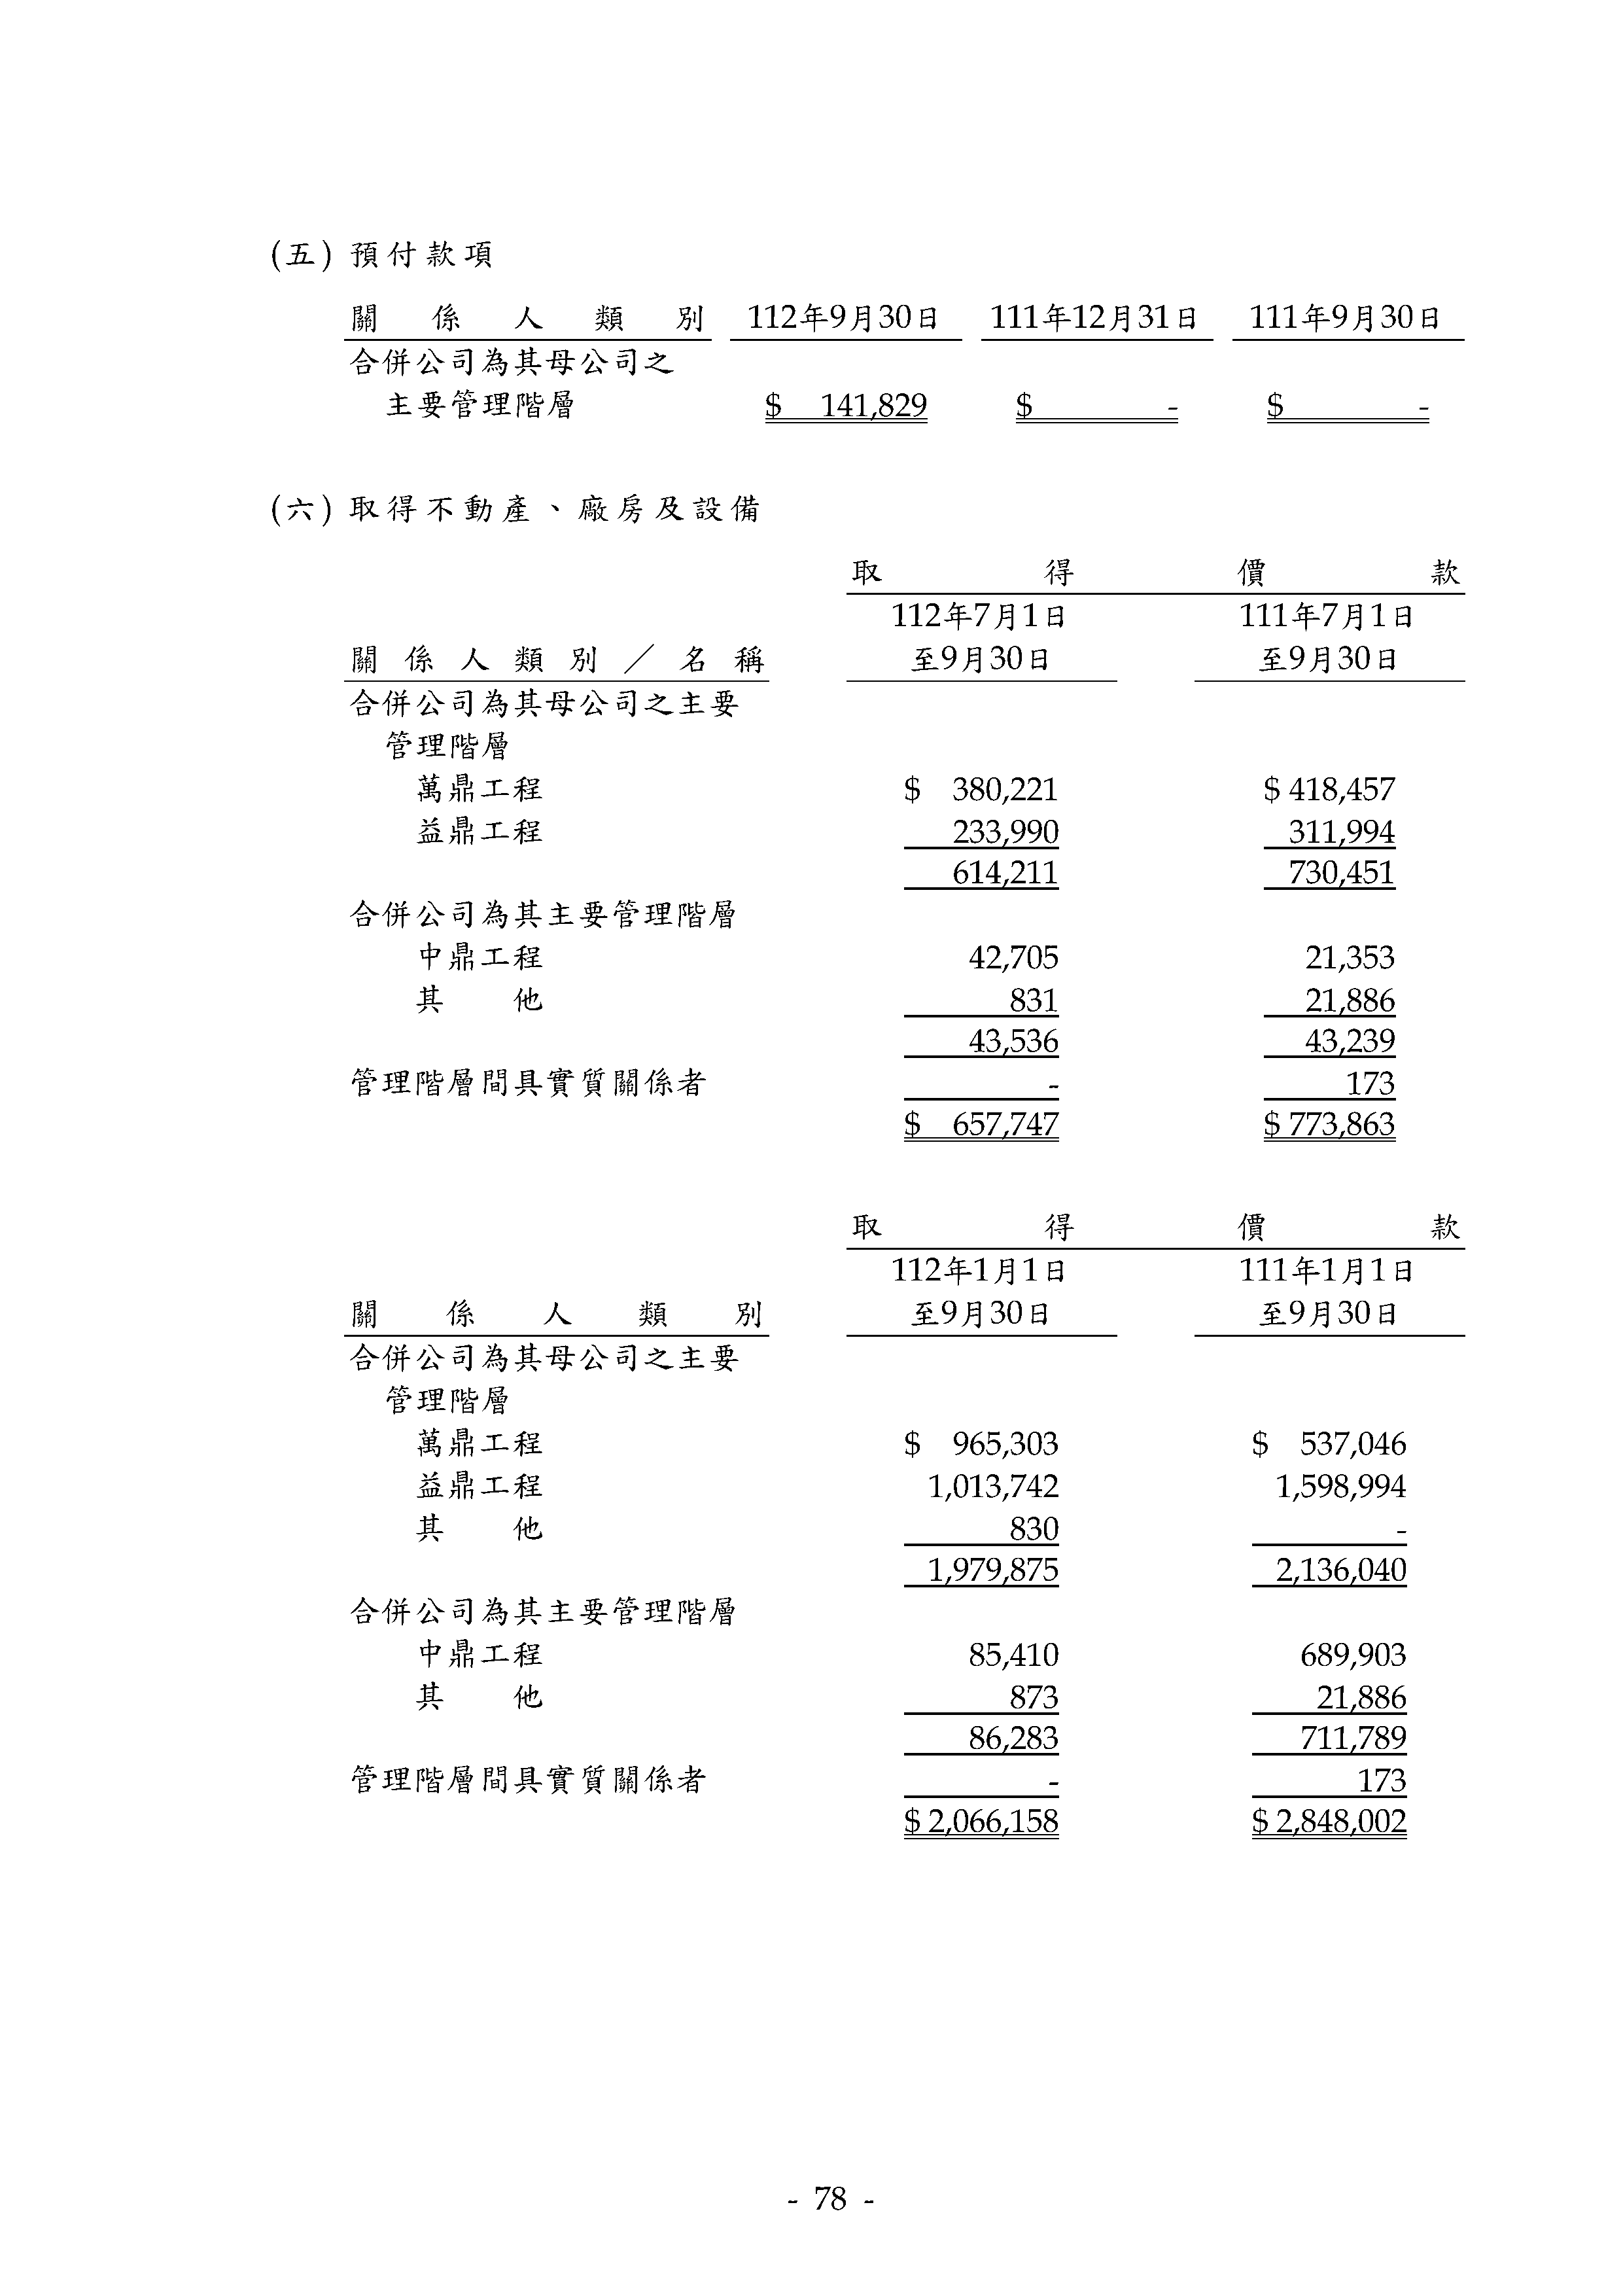 (五) 預付款項
關係人類別 112年9月30日 111年12月31日 111年9月30日
合併公司為其母公司之
主要管理階層 $ 141,829 $ - $ -
(六) 取得不動產、廠房及設備
取得價款
112年7月1日 111年7月1日
關係人類別／名稱 至9月30日 至9月30日
合併公司為其母公司之主要
管理階層
萬鼎工程 $ 380,221 $ 418,457
益鼎工程 233,990 311,994
614,211 730,451
合併公司為其主要管理階層
中鼎工程 42,705 21,353
其他 831 21,886
43,536 43,239
管理階層間具實質關係者 - 173
$ 657,747 $ 773,863
取得價款
112年1月1日 111年1月1日
關係人類別 至9月30日 至9月30日
合併公司為其母公司之主要
管理階層
萬鼎工程 $ 965,303 $ 537,046
益鼎工程 1,013,742 1,598,994
其他 830 -
1,979,875 2,136,040
合併公司為其主要管理階層
中鼎工程 85,410 689,903
其他 873 21,886
86,283 711,789
管理階層間具實質關係者 - 173
$ 2,066,158 $ 2,848,002
- 78 -